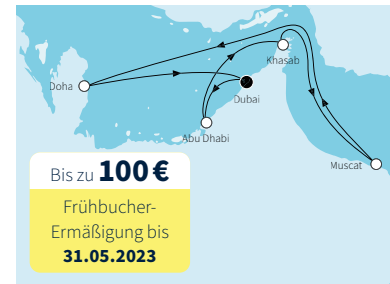 Khasab
Doha
Dubai
Abu Dhabi
Muscat
Bis zu 100 €
Frühbucher-
Ermäßigung bis
31.05.2023